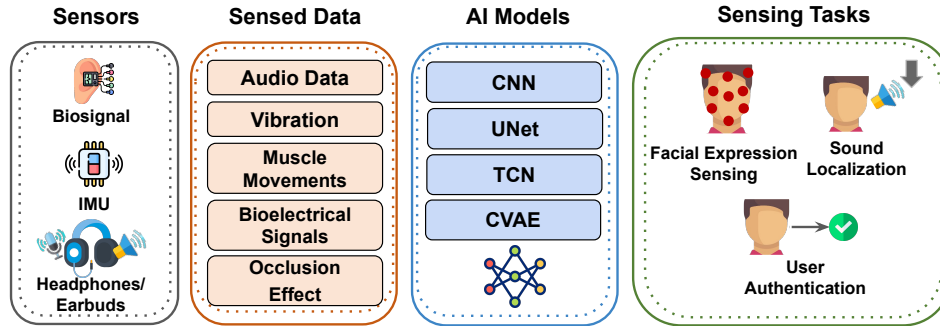 Sensors
Biosignal
IMU
Headphones/
Earbuds
Sensed Data
Audio Data
Vibration
Muscle
Movements
Bioelectrical
Signals
Occlusion
Effect
AI Models
CNN
UNet
TCN
CVAE
Sensing Tasks
Facial Expression
Sensing
Sound
Localization
User
Authentication